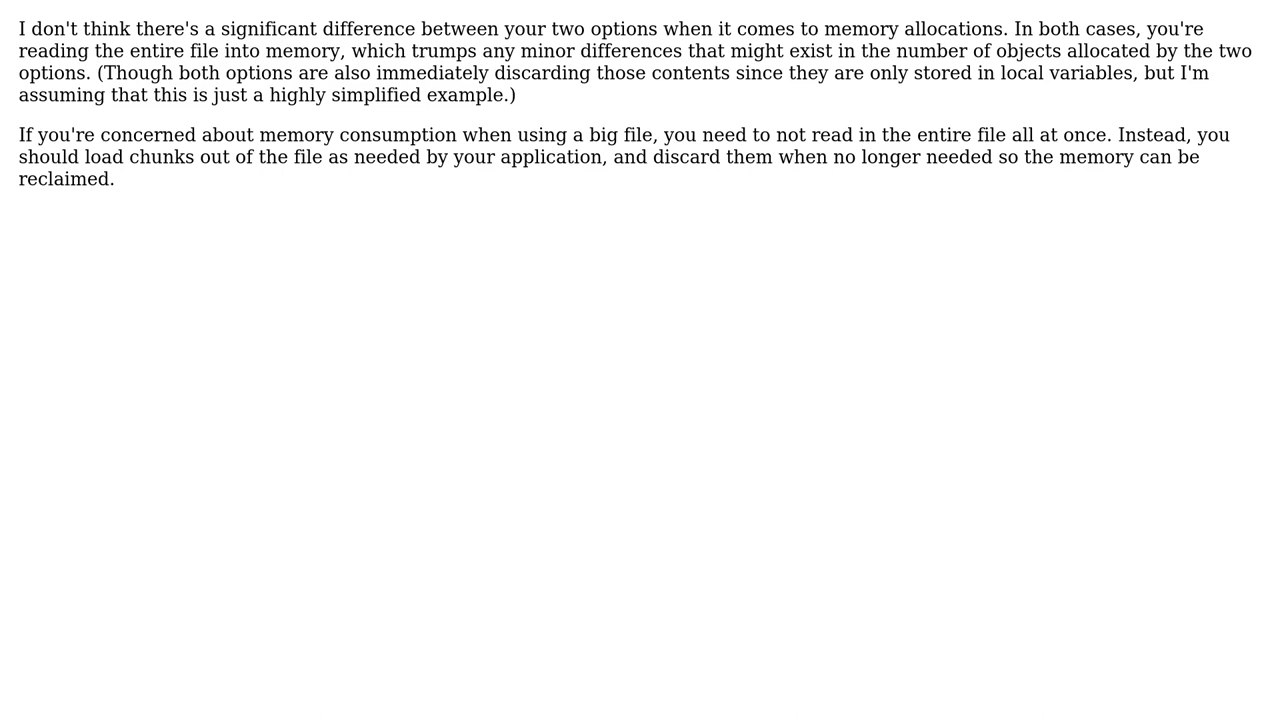 I don't think there's a significant difference between your two options when it comes to memory allocations. In both cases, you're
reading the entire file into memory, which trumps any minor differences that might exist in the number of objects allocated by the two
options. (Though both options are also immediately discarding those contents since they are only stored in local variables, but I'm
assuming that this is just a highly simplified example.)
If you're concerned about memory consumption when using a big file, you need to not read in the entire file all at once. Instead, you
should load chunks out of the file as needed by your application, and discard them when no longer needed so the memory can be
reclaimed.